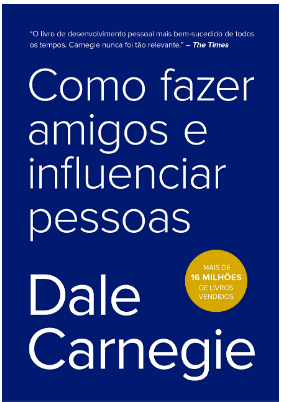 “O livro de desenvolvimento pessoal mais bem-sucedido de todos
os tempos. Carnegie nunca foi tão relevante.” – The Times
Como fazer
amigos e
influenciar
pessoas
MAIS DE
16 MILHÕES
DE LIVROS
VENDIDOS
Dale
Carnegie